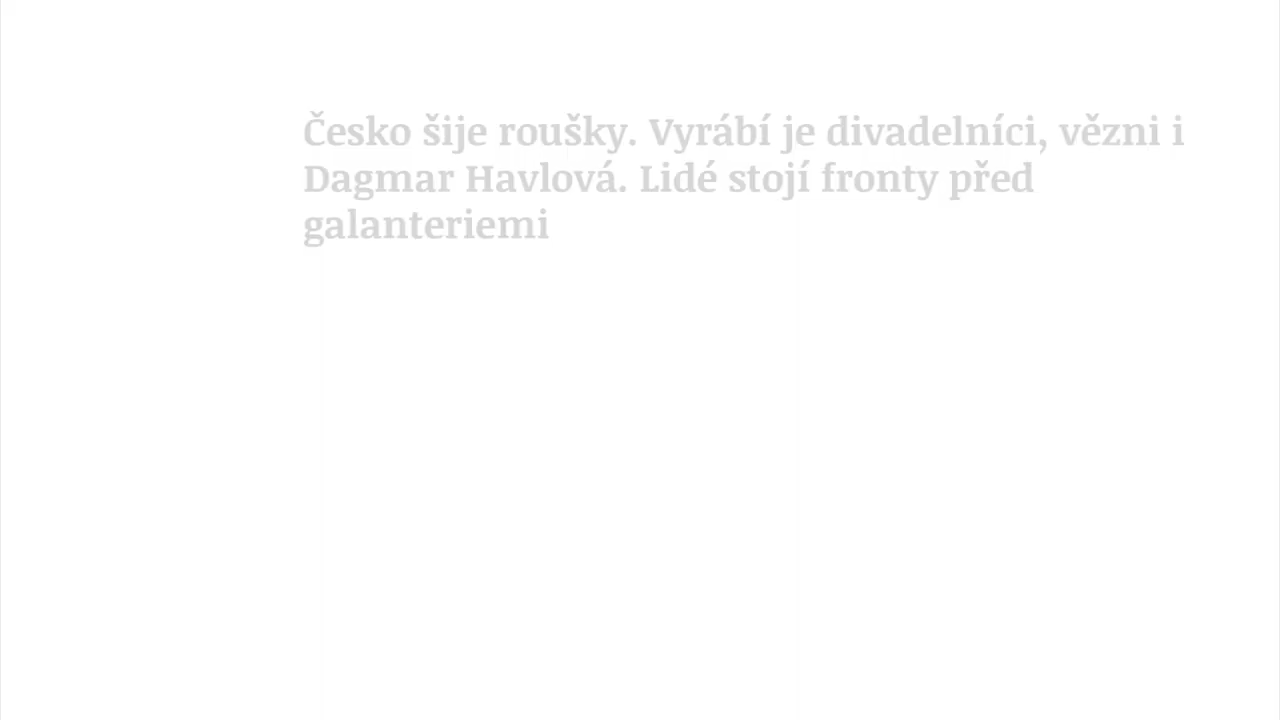 Česko šije roušky. Vyrábí je divadelníci, vězni i
Dagmar Havlová. Lidé stojí fronty před
galanteriemi